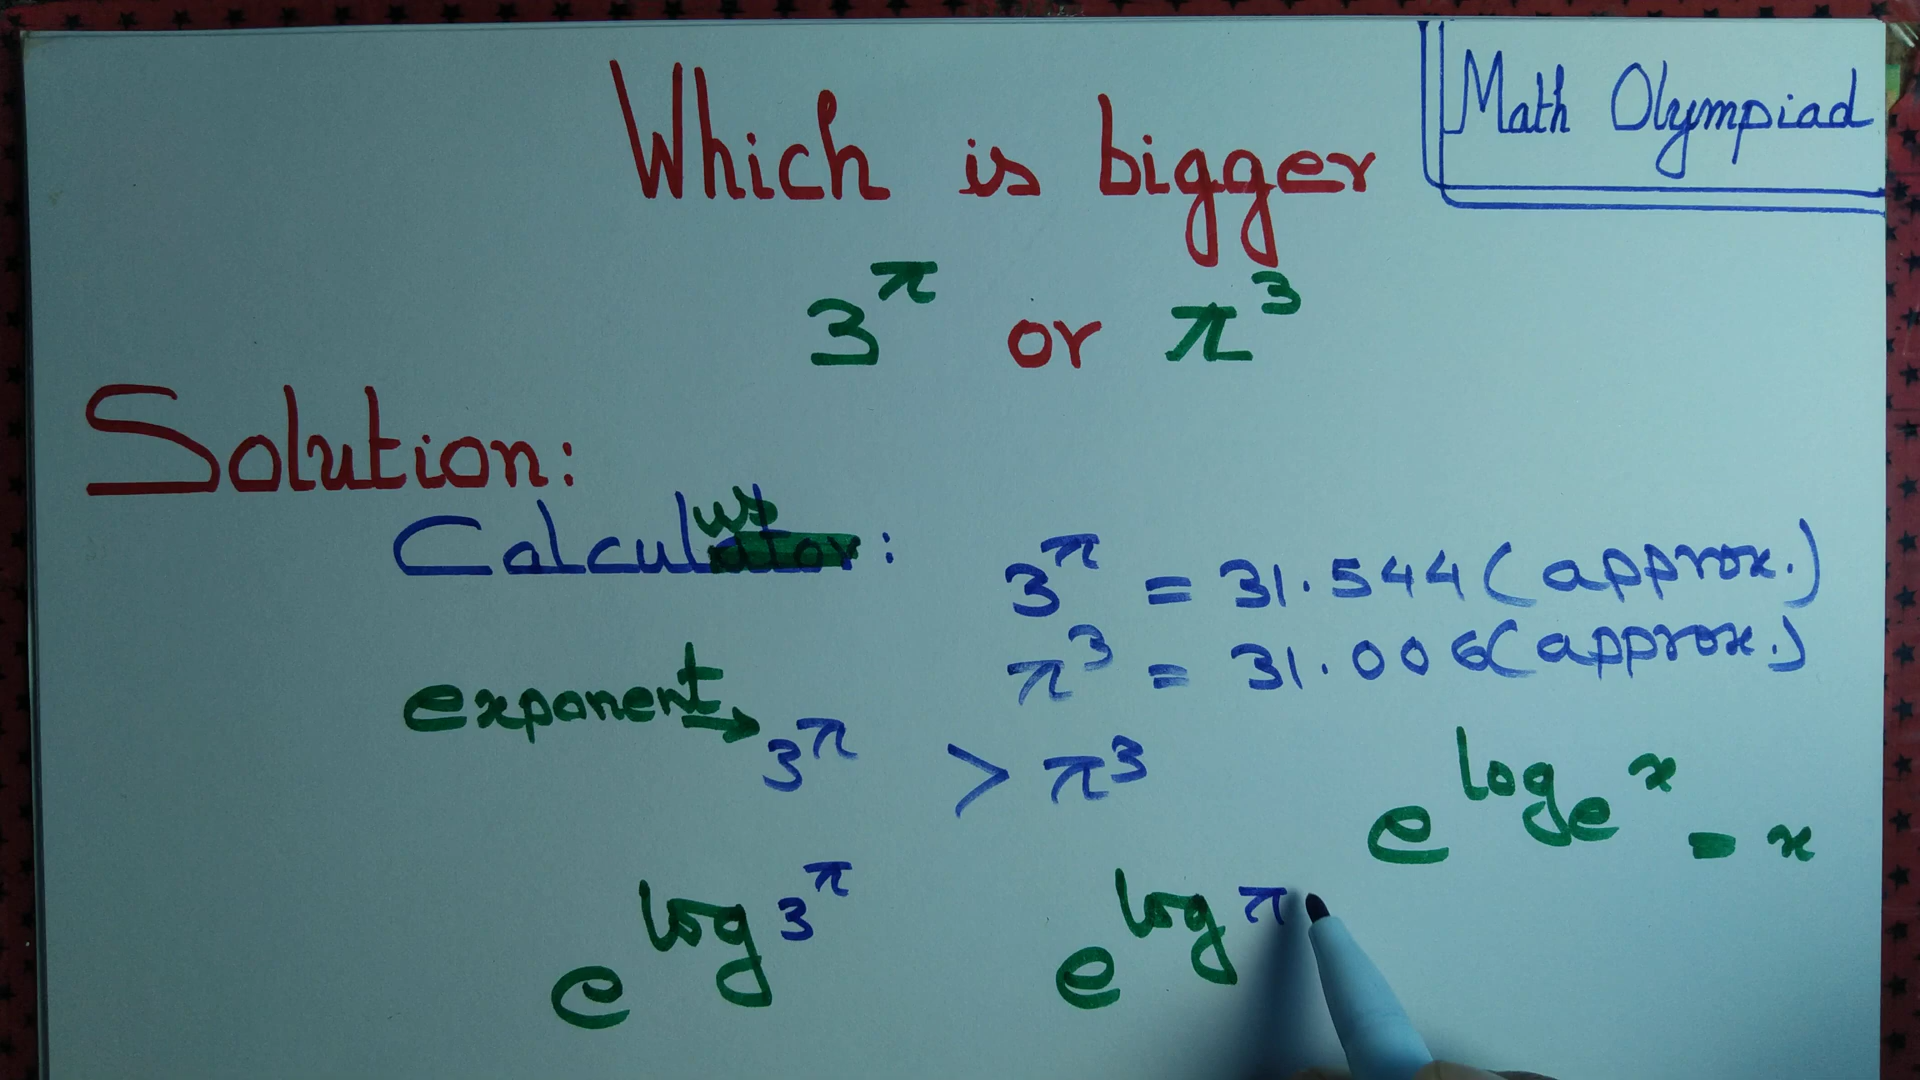 Which is bigger
Math Olympiad
3^π or π^3
Solution:
Calculus:
3^π = 31.544 (approx.)
π^3 = 31.006 (approx.)
exponent →
3^π > π^3
e^(log_e x) = x
e^(log 3^π)
e^(log π)